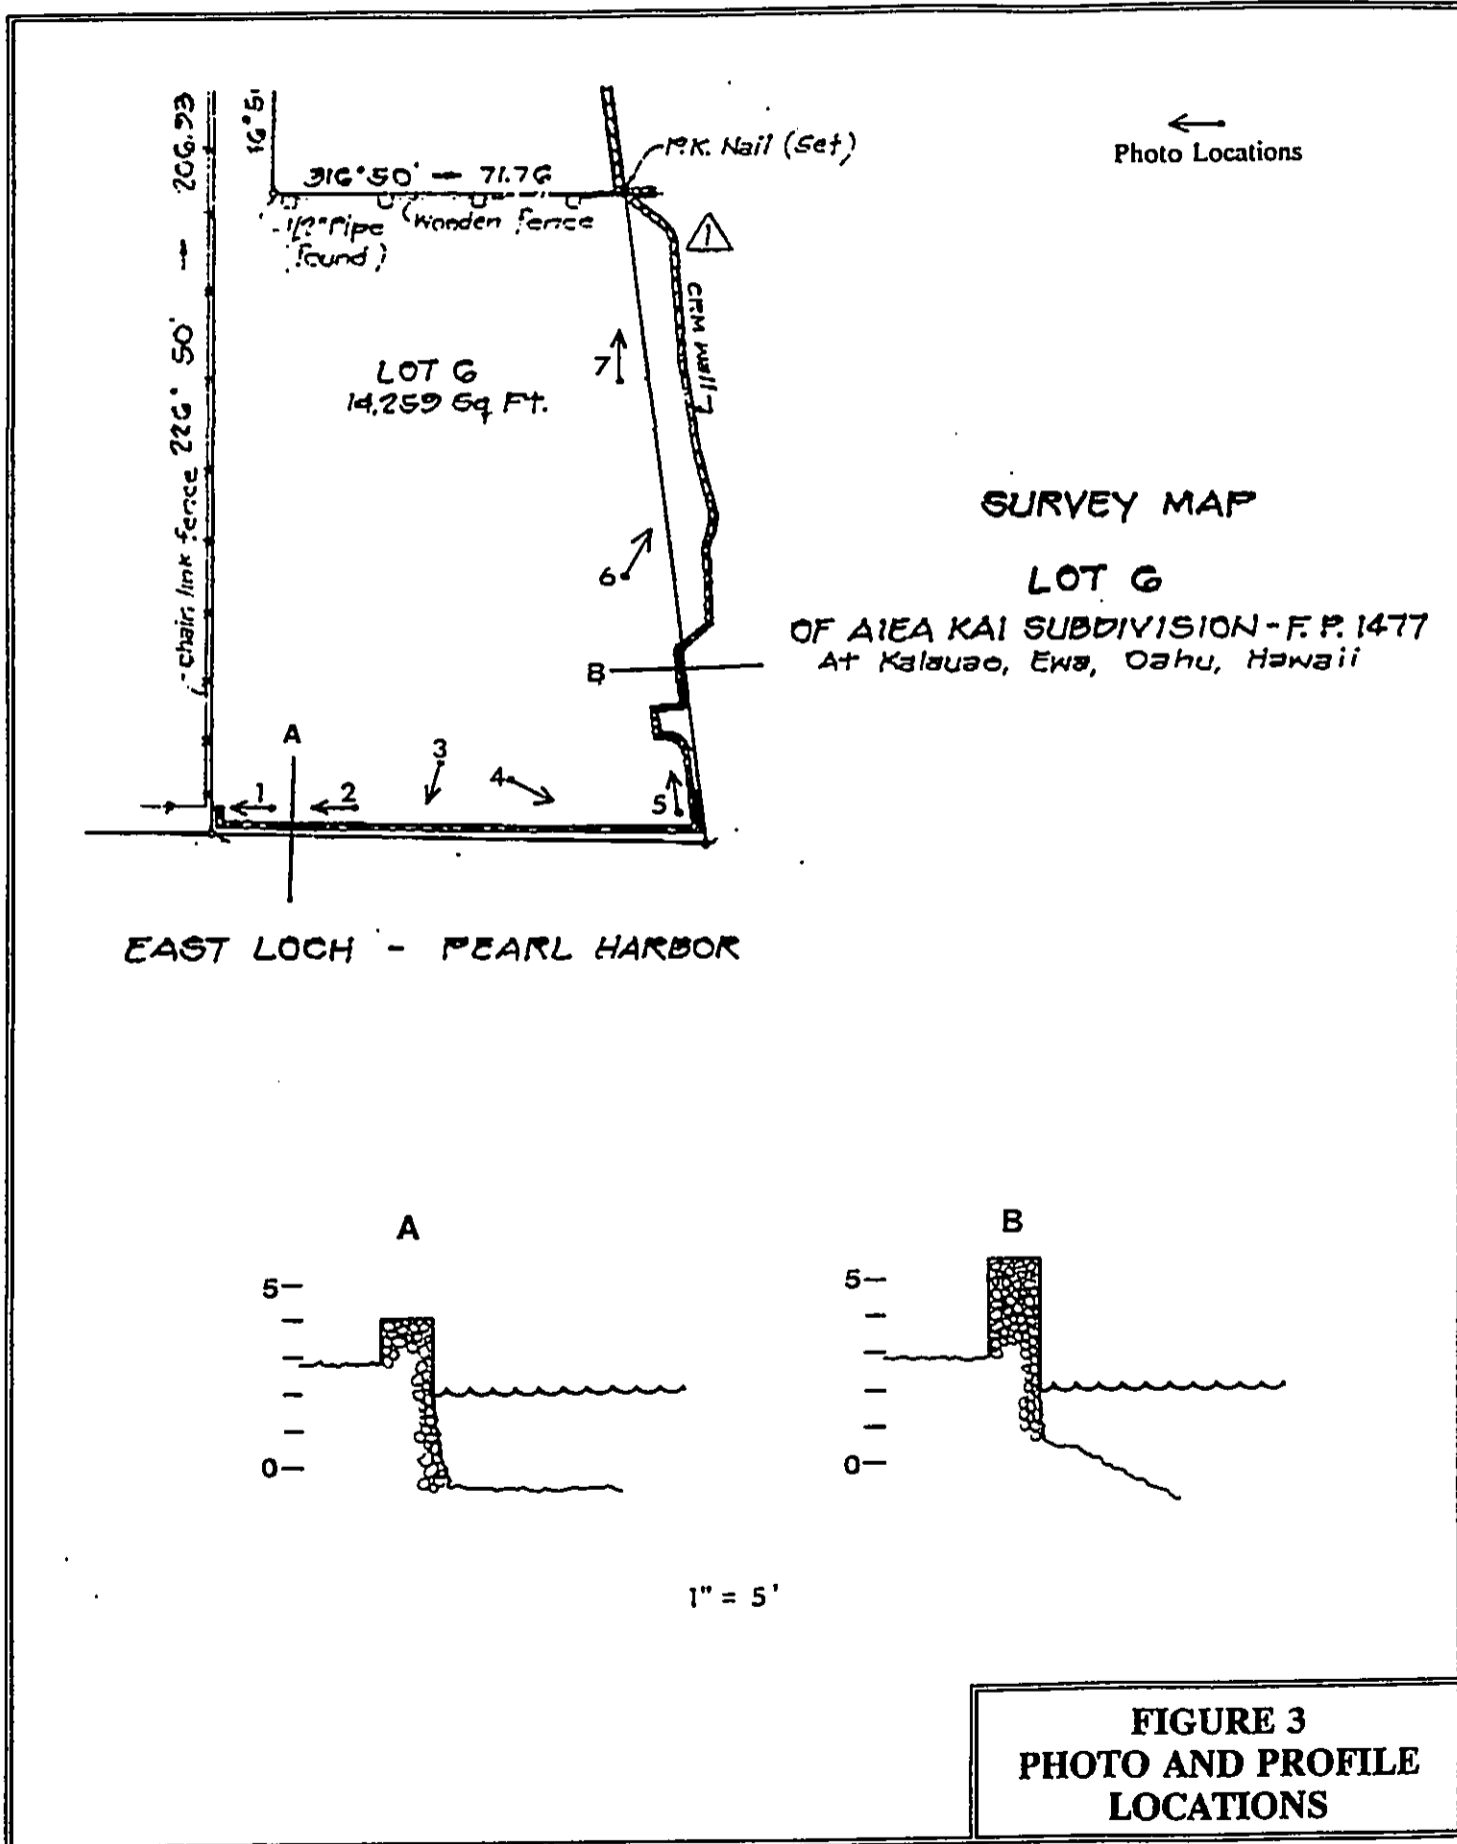 206.93
16°51
P.K. Nail (Set)
Photo Locations
316°50' — 71.76
1/2" Pipe
found)
Wooden Fence
1
CRM Wall
LOT 6
14,259 Sq Ft.
7
226° 50' —
chain link fence
SURVEY MAP
LOT 6
OF AIEA KAI SUBDIVISION - F.P. 1477
At Kalauao, Ewa, Oahu, Hawaii
6
B
A
3
4
1
2
5
EAST LOCH - PEARL HARBOR
A
B
5
0
5
0
1" = 5'
FIGURE 3
PHOTO AND PROFILE
LOCATIONS